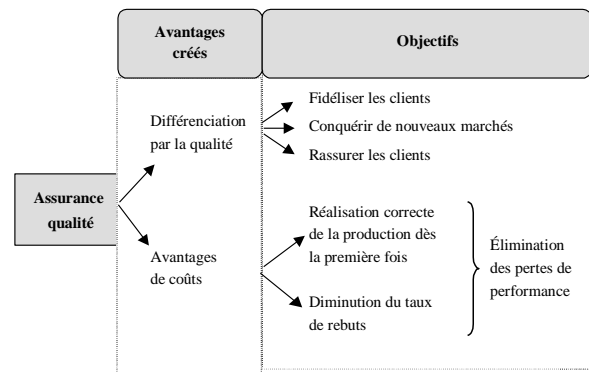 Avantages
créés
Objectifs
Assurance
qualité
Différenciation
par la qualité
Fidéliser les clients
Conquérir de nouveaux marchés
Rassurer les clients
Avantages
de coûts
Réalisation correcte
de la production dès
la première fois
Diminution du taux
de rebuts
Élimination
des pertes de
performance